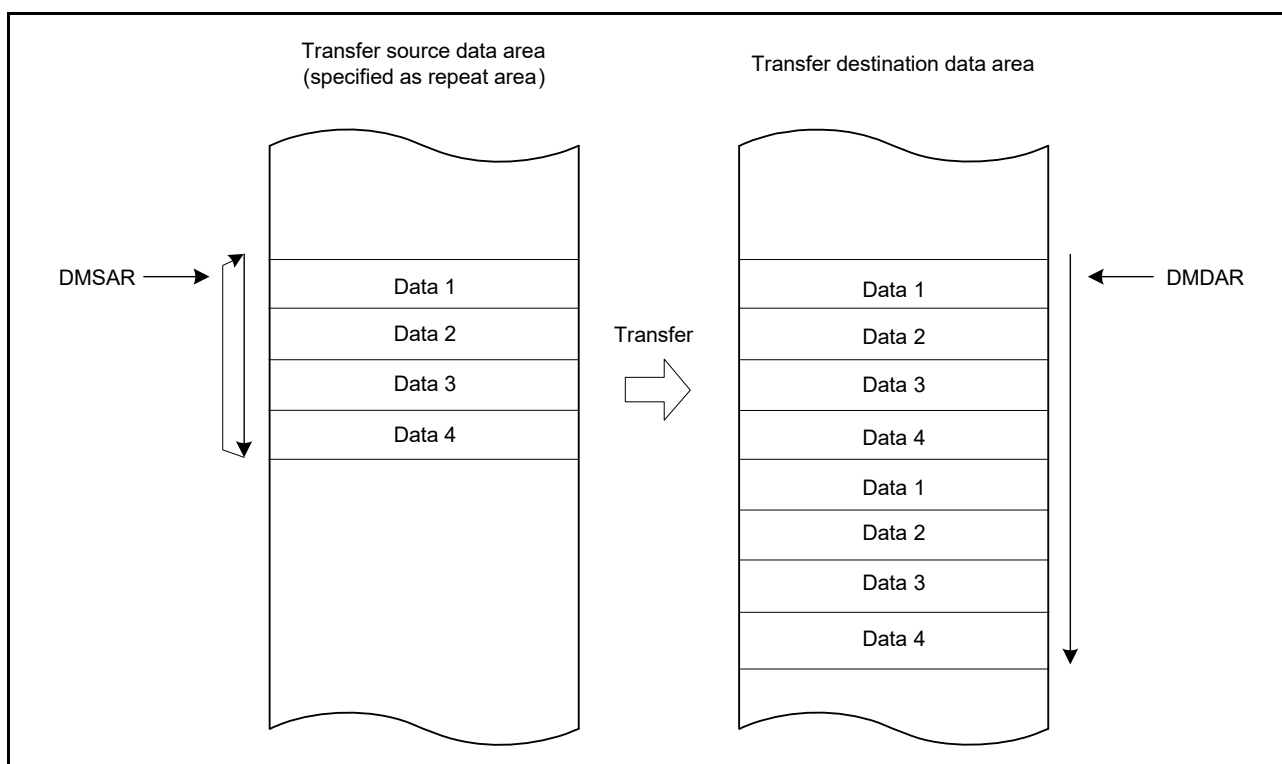 Transfer source data area
(specified as repeat area)
Transfer destination data area
DMSAR
Data 1
Data 2
Data 3
Data 4
Transfer
Data 1
Data 2
Data 3
Data 4
Data 1
Data 2
Data 3
Data 4
DMDAR